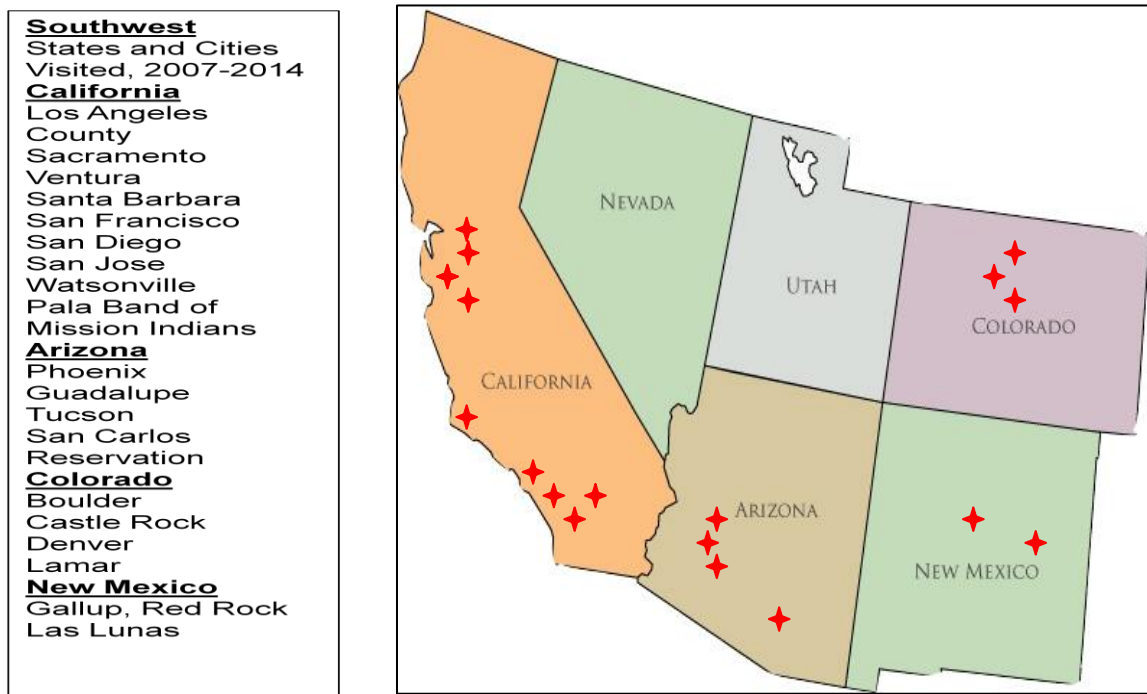 Southwest
States and Cities
Visited, 2007-2014
California
Los Angeles
County
Sacramento
Ventura
Santa Barbara
San Francisco
San Diego
San Jose
Watsonville
Pala Band of
Mission Indians
Arizona
Phoenix
Guadalupe
Tucson
San Carlos
Reservation
Colorado
Boulder
Castle Rock
Denver
Lamar
New Mexico
Gallup, Red Rock
Las Lunas
NEVADA
UTAH
COLORADO
CALIFORNIA
ARIZONA
NEW MEXICO